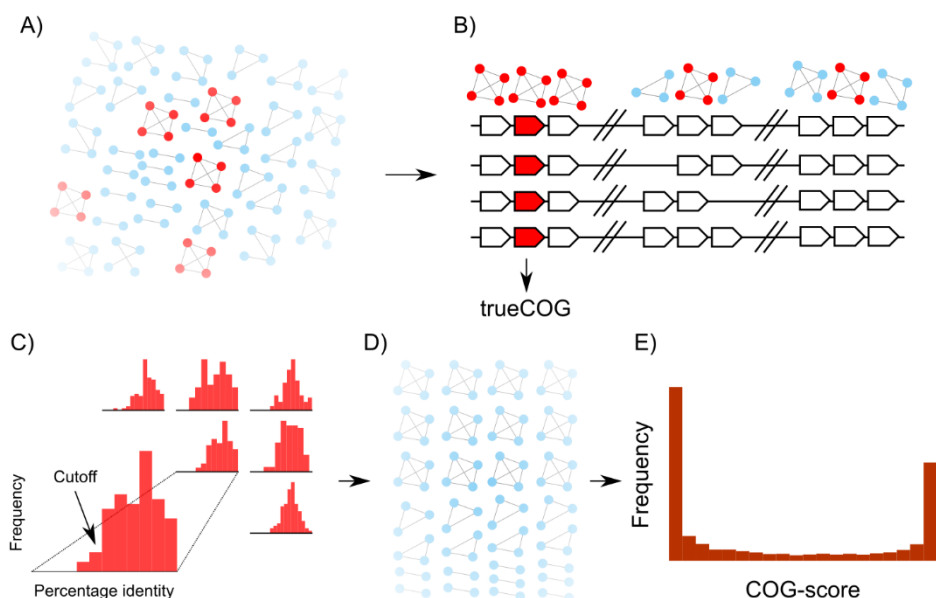 A)
B)
trueCOG
C)
D)
E)
Cutoff
Frequency
Percentage identity
Frequency
COG-score